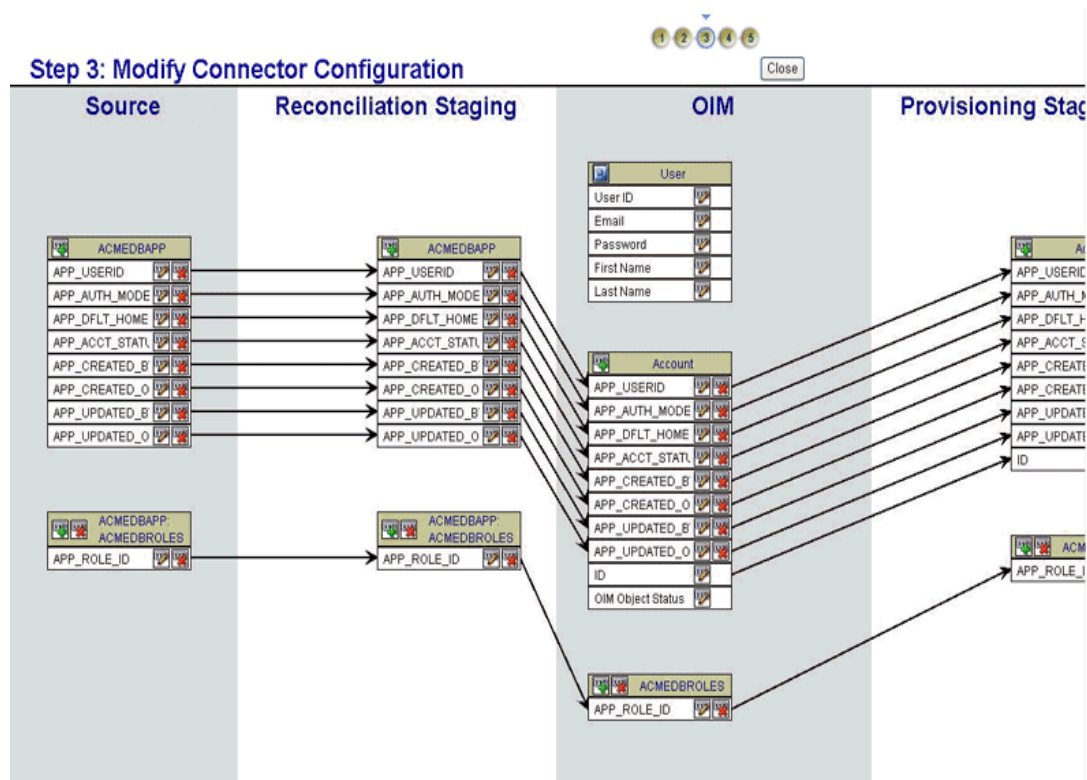 1 2 3 4 5
Step 3: Modify Connector Configuration
Close
Source
Reconciliation Staging
OIM
Provisioning Stag
ACMEDBAPP
APP_USERID
APP_AUTH_MODE
APP_DFLT_HOME
APP_ACCT_STATU
APP_CREATED_B
APP_CREATED_O
APP_UPDATED_B
APP_UPDATED_O
ACMEDBAPP:
ACMEDBROLES
APP_ROLE_ID
ACMEDBAPP
APP_USERID
APP_AUTH_MODE
APP_DFLT_HOME
APP_ACCT_STATU
APP_CREATED_B
APP_CREATED_O
APP_UPDATED_B
APP_UPDATED_O
ACMEDBAPP:
ACMEDBROLES
APP_ROLE_ID
User
User ID
Email
Password
First Name
Last Name
Account
APP_USERID
APP_AUTH_MODE
APP_DFLT_HOME
APP_ACCT_STATU
APP_CREATED_B
APP_CREATED_O
APP_UPDATED_B
APP_UPDATED_O
ID
OIM Object Status
ACMEDBROLES
APP_ROLE_ID
A
APP_USERID
APP_AUTH_M
APP_DFLT_H
APP_ACCT_S
APP_CREATE
APP_CREATE
APP_UPDATE
APP_UPDATE
ID
ACM
APP_ROLE_I